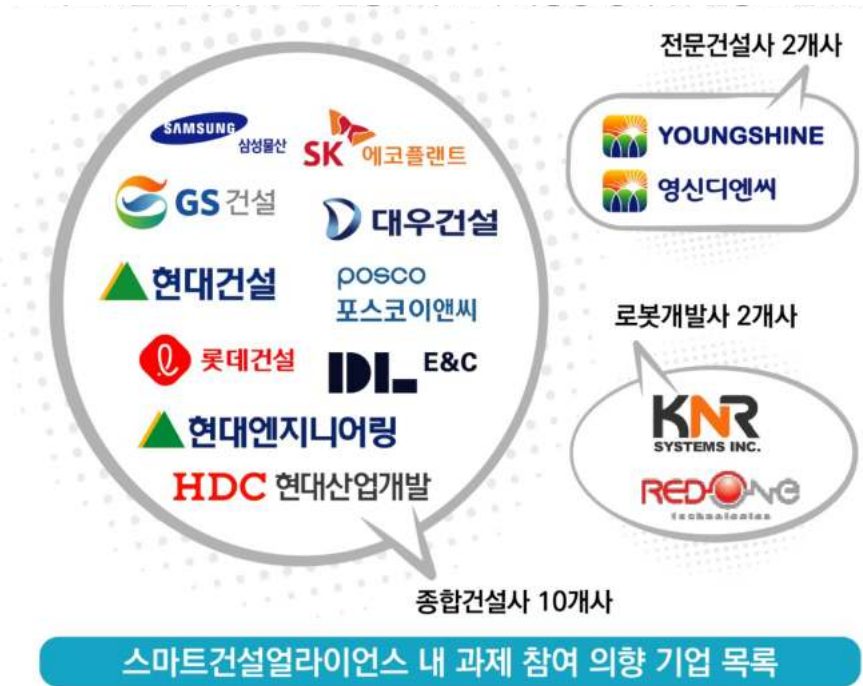 전문건설사 2개사
SAMSUNG
삼성물산
SK 에코플랜트
GS 건설
대우건설
현대건설
posco
포스코이앤씨
롯데건설
DL E&C
현대엔지니어링
HDC 현대산업개발
종합건설사 10개사
YOUNGSHINE
영신디엔씨
로봇개발사 2개사
KNR
SYSTEMS INC.
RED-ONE
technologies
스마트건설얼라이언스 내 과제 참여 의향 기업 목록